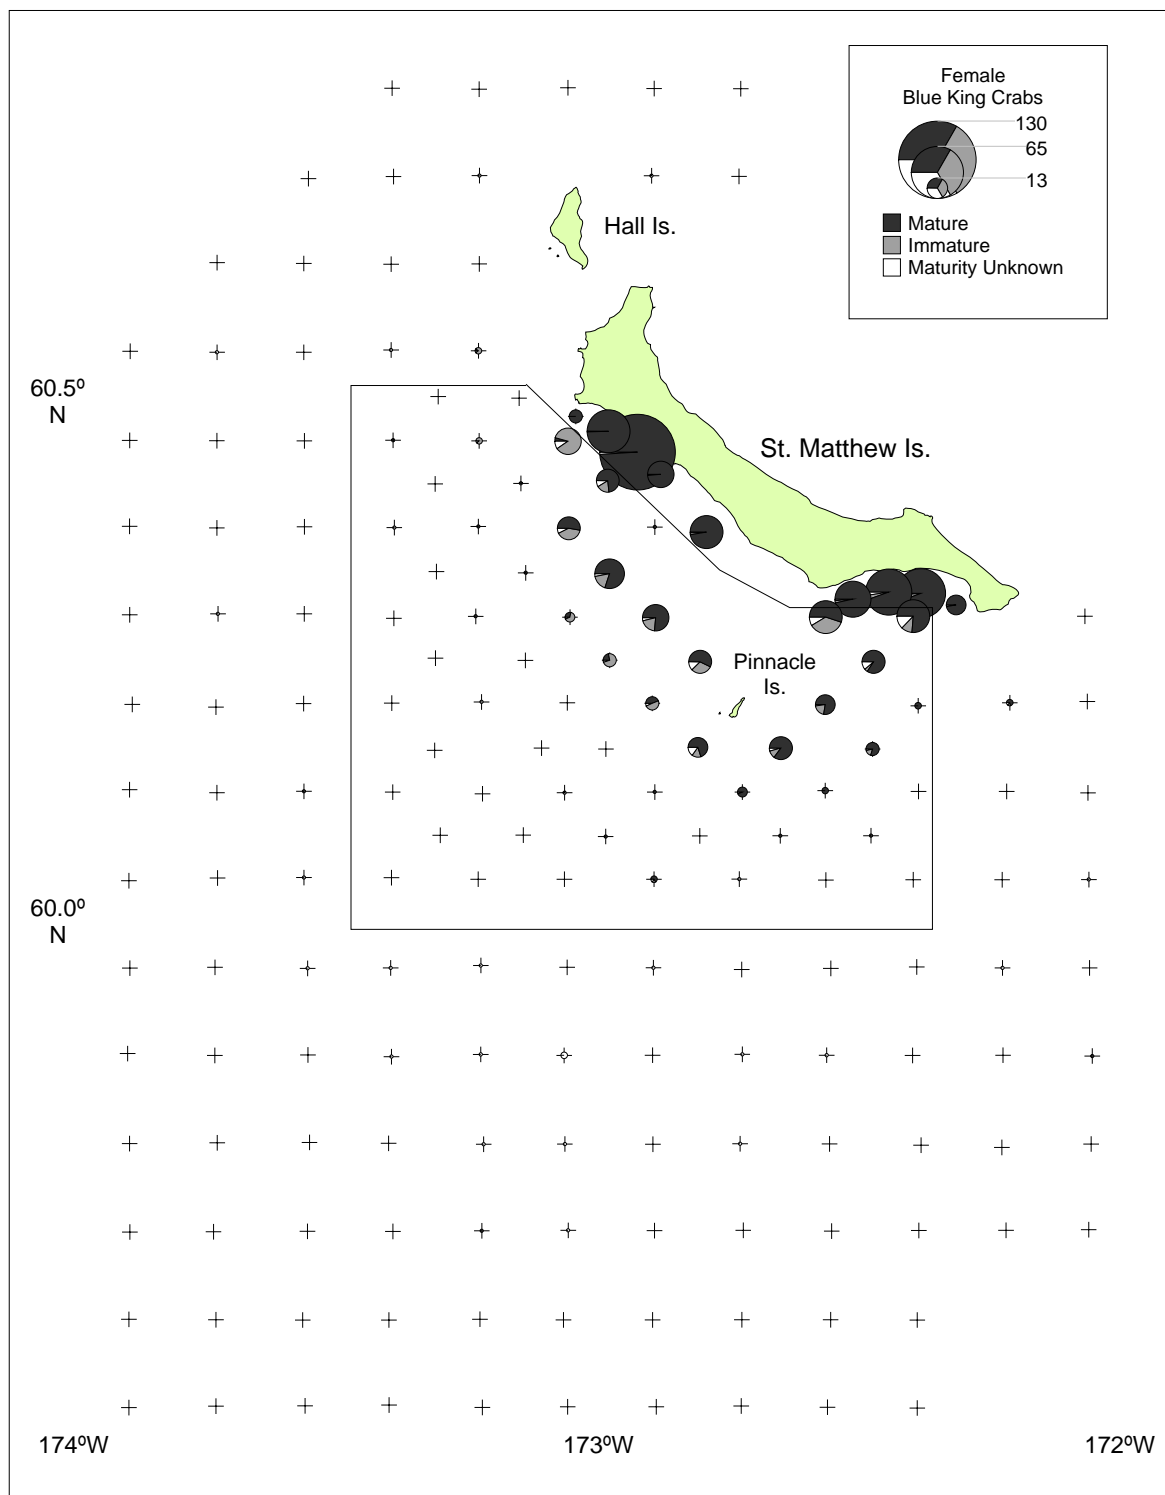 Female
Blue King Crabs
130
65
13
Mature
Immature
Maturity Unknown
Hall Is.
60.5º
N
St. Matthew Is.
Pinnacle
Is.
60.0º
N
174ºW
173ºW
172ºW